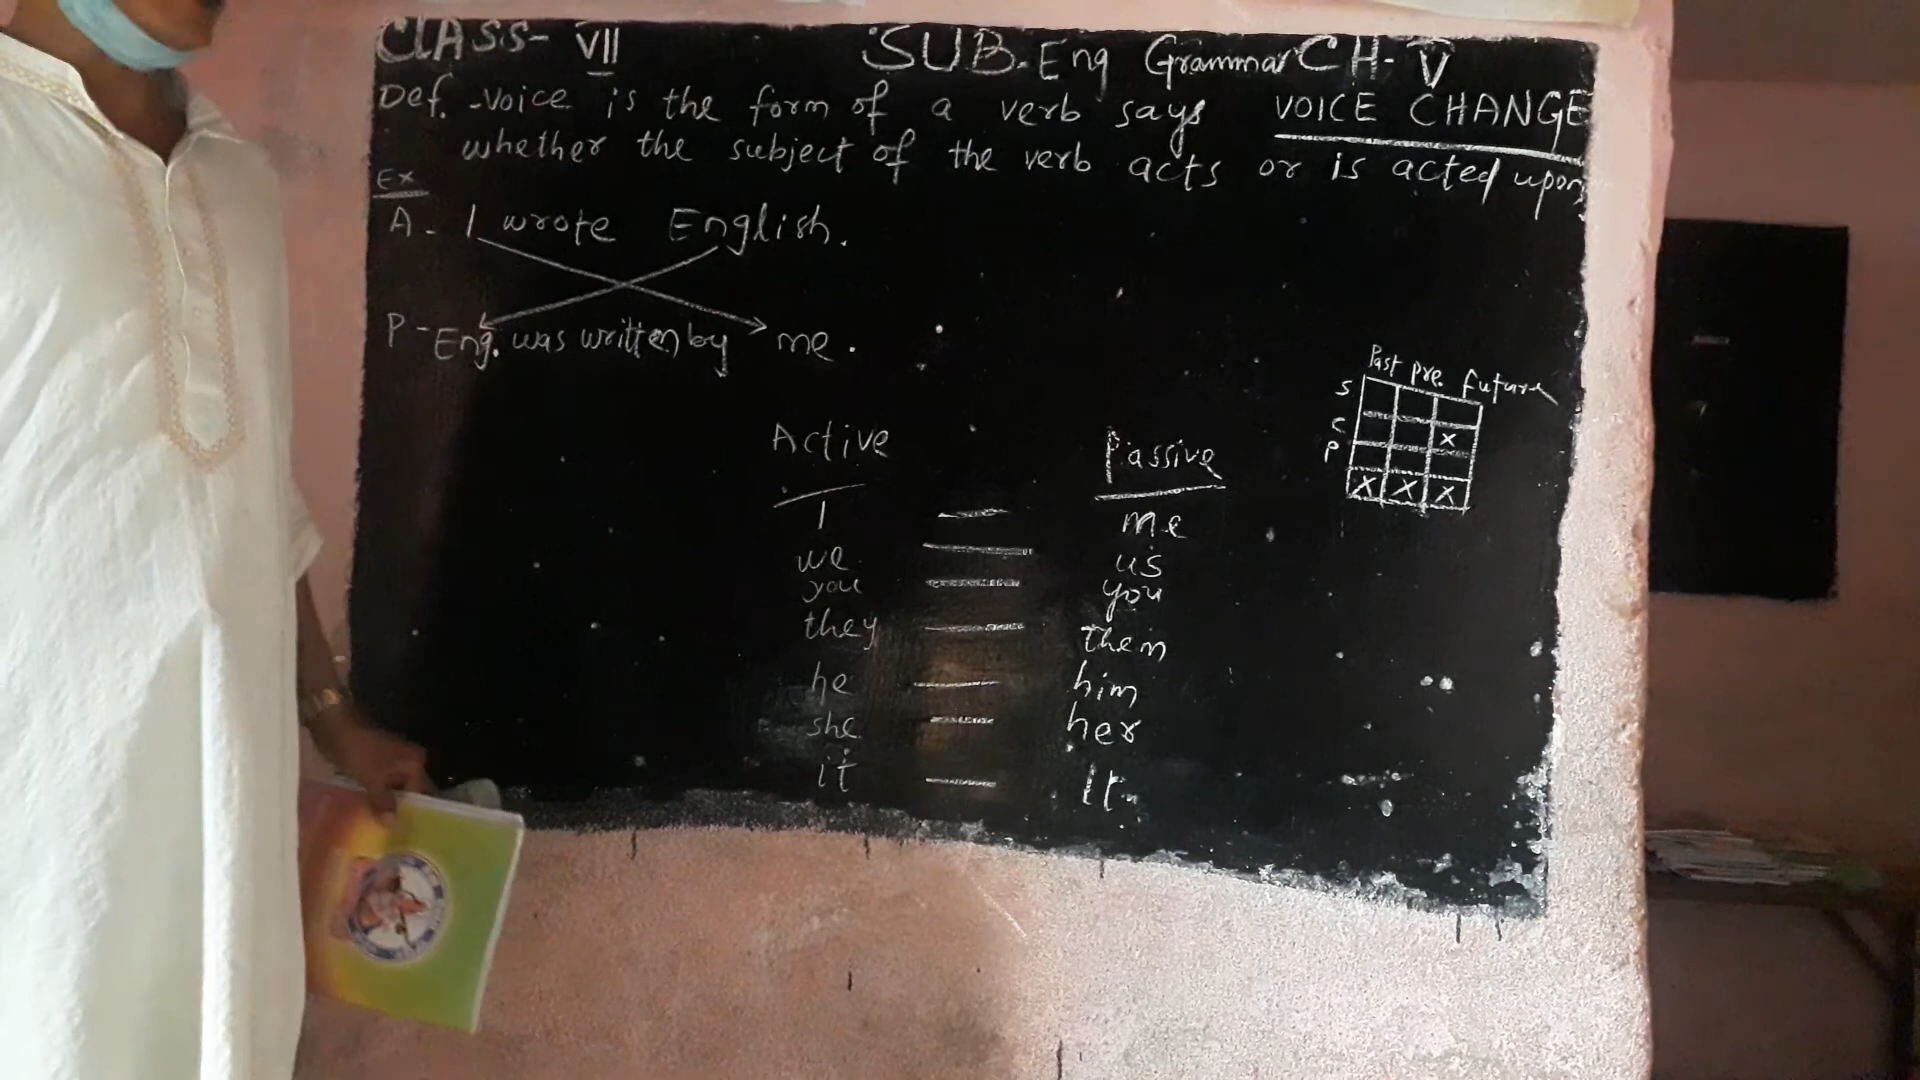 CLASS- VII SUB. Eng Grammar CH- V
Def. -Voice is the form of a verb says VOICE CHANGE
whether the subject of the verb acts or is acted upon
Ex
A. I wrote English.
P - Eng. was written by me.
Past pre. future
S
C X
P
X X X
Active Passive
I — me
we — us
you — you
they — them
he — him
she — her
it — It.